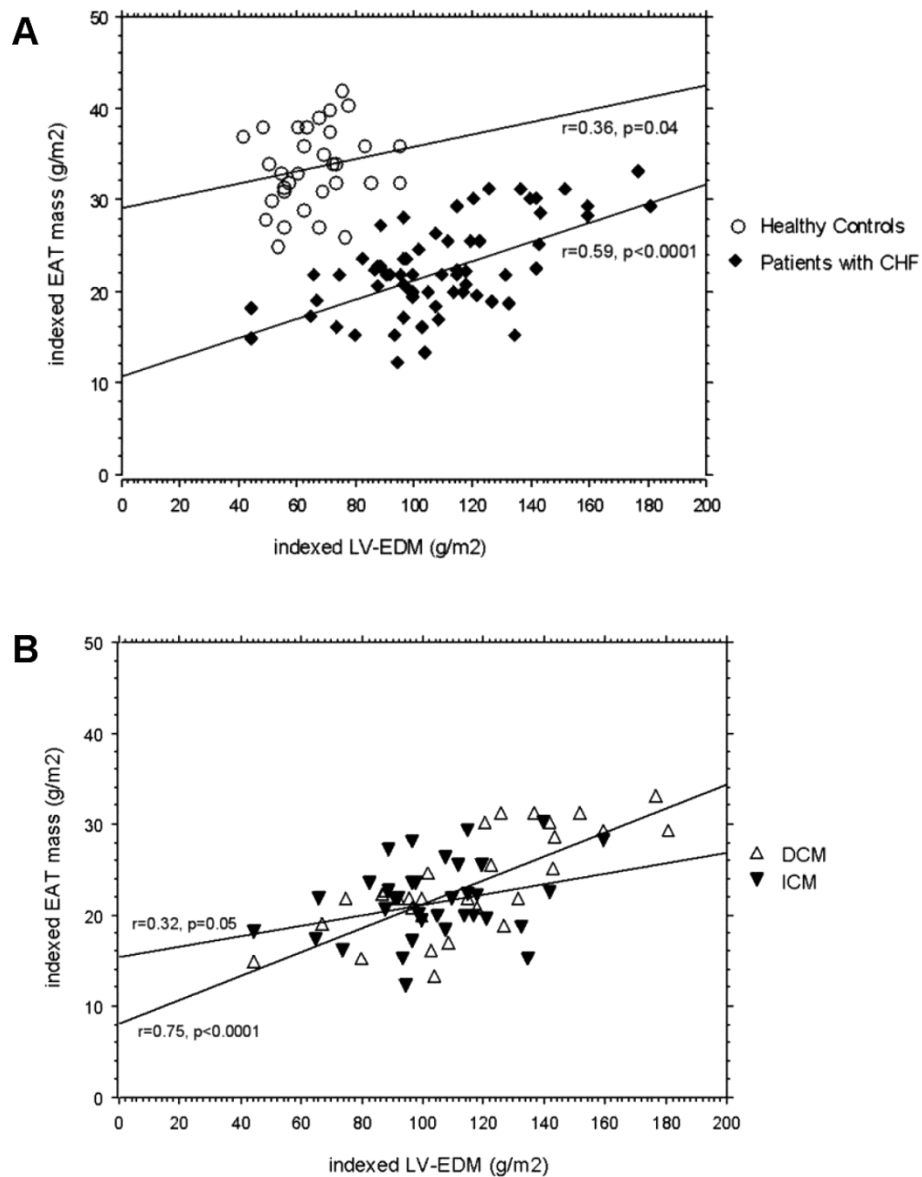 A
50
40
30
20
10
0
indexed EAT mass (g/m2)
r=0.36, p=0.04
r=0.59, p<0.0001
Healthy Controls
Patients with CHF
0 20 40 60 80 100 120 140 160 180 200
indexed LV-EDM (g/m2)
B
50
40
30
20
10
0
indexed EAT mass (g/m2)
r=0.32, p=0.05
r=0.75, p<0.0001
DCM
ICM
0 20 40 60 80 100 120 140 160 180 200
indexed LV-EDM (g/m2)